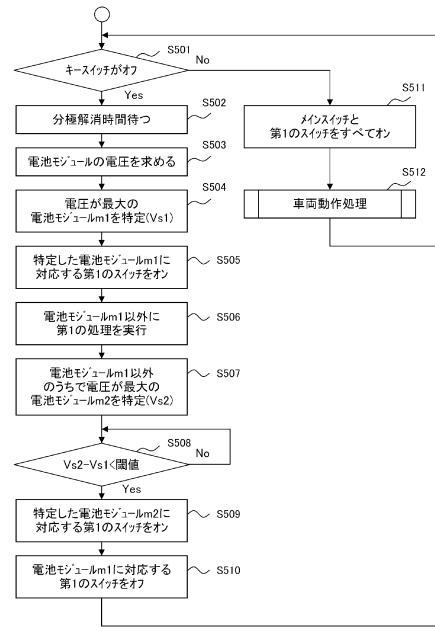 S501
キースイッチがオフ
No
Yes
S502
分極解消時間待つ
S503
電池モジュールの電圧を求める
S504
電圧が最大の
電池モジュールm1を特定(Vs1)
S505
特定した電池モジュールm1に
対応する第1のスイッチをオン
S506
電池モジュールm1以外に
第1の処理を実行
S507
電池モジュールm1以外
のうちで電圧が最大の
電池モジュールm2を特定(Vs2)
S508
Vs2-Vs1<閾値
No
Yes
S509
特定した電池モジュールm2に
対応する第1のスイッチをオン
S510
電池モジュールm1に対応する
第1のスイッチをオフ
S511
メインスイッチと
第1のスイッチをすべてオン
S512
車両動作処理